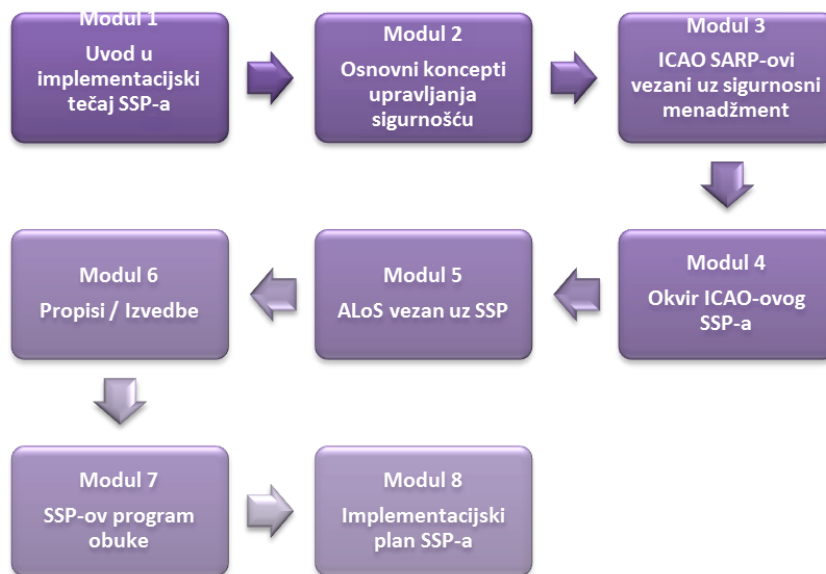 Modul 1
Uvod u
implementacijski
tečaj SSP-a
Modul 2
Osnovni koncepti
upravljanja
sigurnošću
Modul 3
ICAO SARP-ovi
vezani uz sigurnosni
menadžment
Modul 4
Okvir ICAO-ovog
SSP-a
Modul 5
ALoS vezan uz SSP
Modul 6
Propisi / Izvedbe
Modul 7
SSP-ov program
obuke
Modul 8
Implementacijski
plan SSP-a